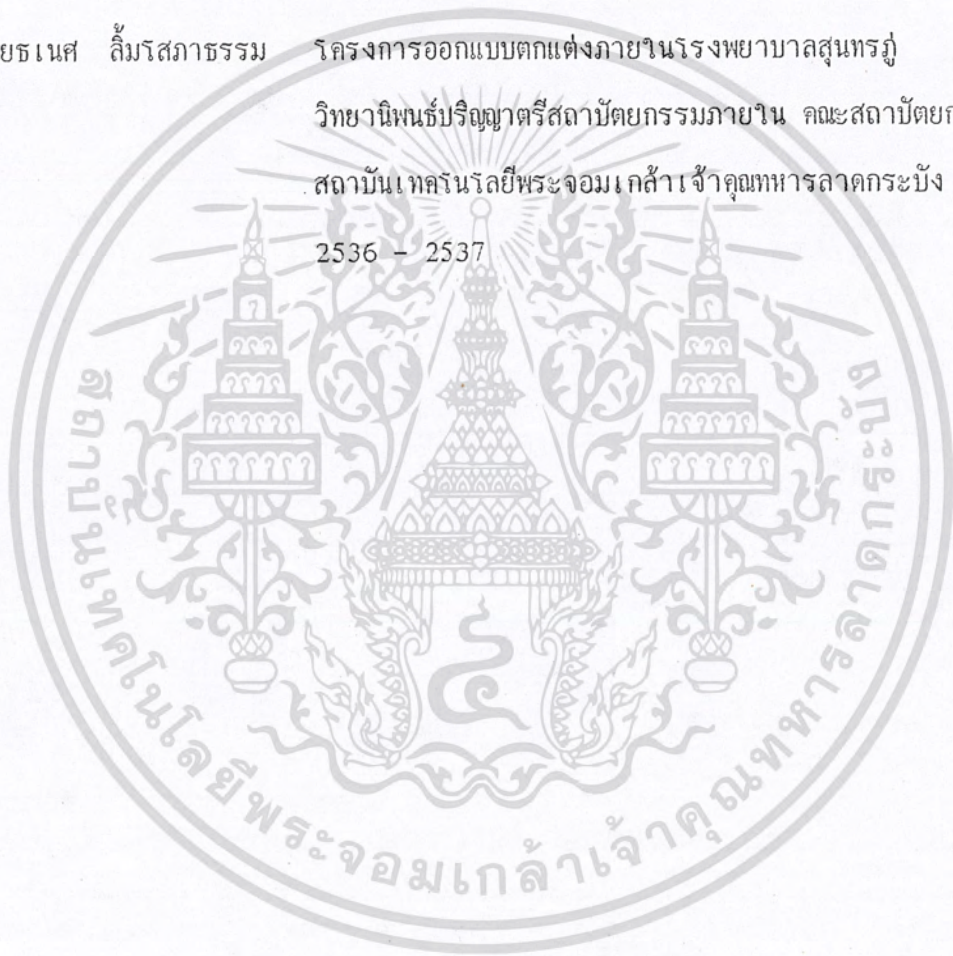 ยธเนศ ลิ้มโสภาธรรม โครงการออกแบบตกแต่งภายในโรงพยาบาลสุนทรภู่
วิทยานิพนธ์ปริญญาตรีสถาปัตยกรรมภายใน คณะสถาปัตยก
สถาบันเทคโนโลยีพระจอมเกล้าเจ้าคุณทหารลาดกระบัง
2536 - 2537
สถาบันเทคโนโลยีพระจอมเกล้าเจ้าคุณทหารลาดกระบัง
๔